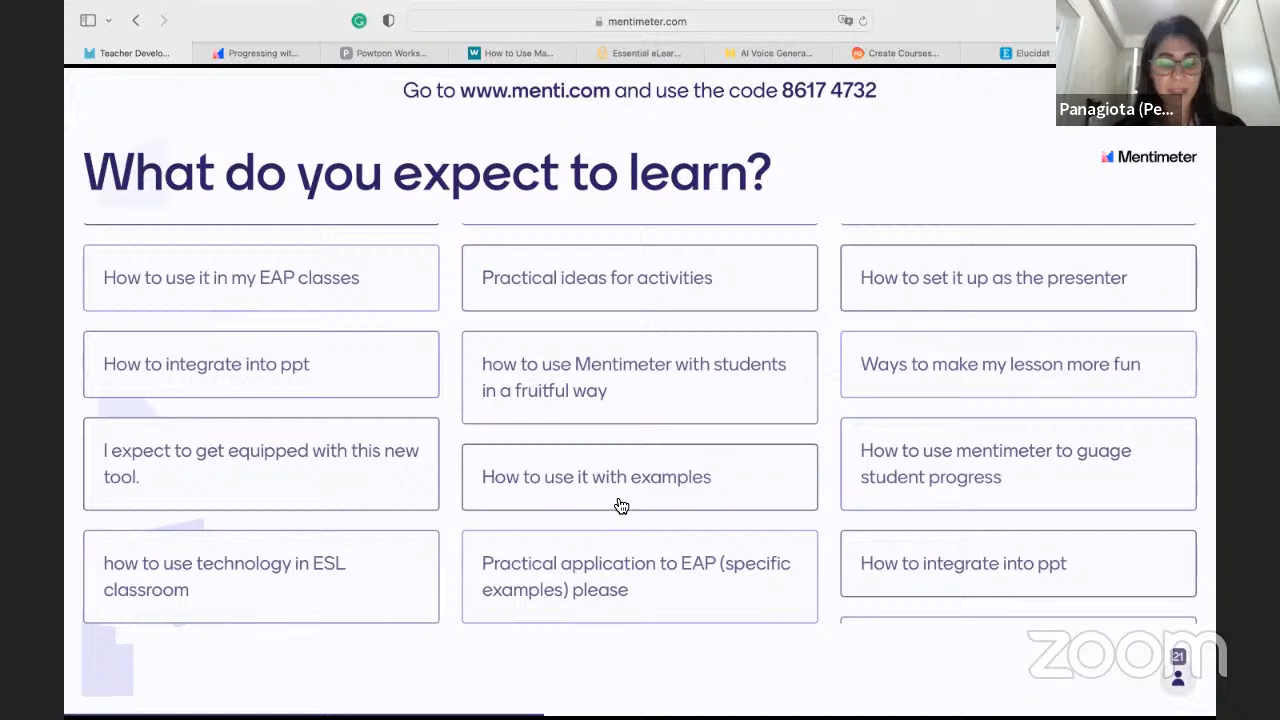 mentimeter.com
Teacher Develo...
Progressing wit...
Powtoon Works...
How to Use Ma...
Essential eLear...
AI Voice Genera...
Create Courses...
Elucidat
Panagiota (Pe...
Go to www.menti.com and use the code 8617 4732
What do you expect to learn?
Mentimeter
How to use it in my EAP classes
Practical ideas for activities
How to set it up as the presenter
How to integrate into ppt
how to use Mentimeter with students
in a fruitful way
Ways to make my lesson more fun
I expect to get equipped with this new
tool.
How to use it with examples
How to use mentimeter to guage
student progress
how to use technology in ESL
classroom
Practical application to EAP (specific
examples) please
How to integrate into ppt
zoom
21